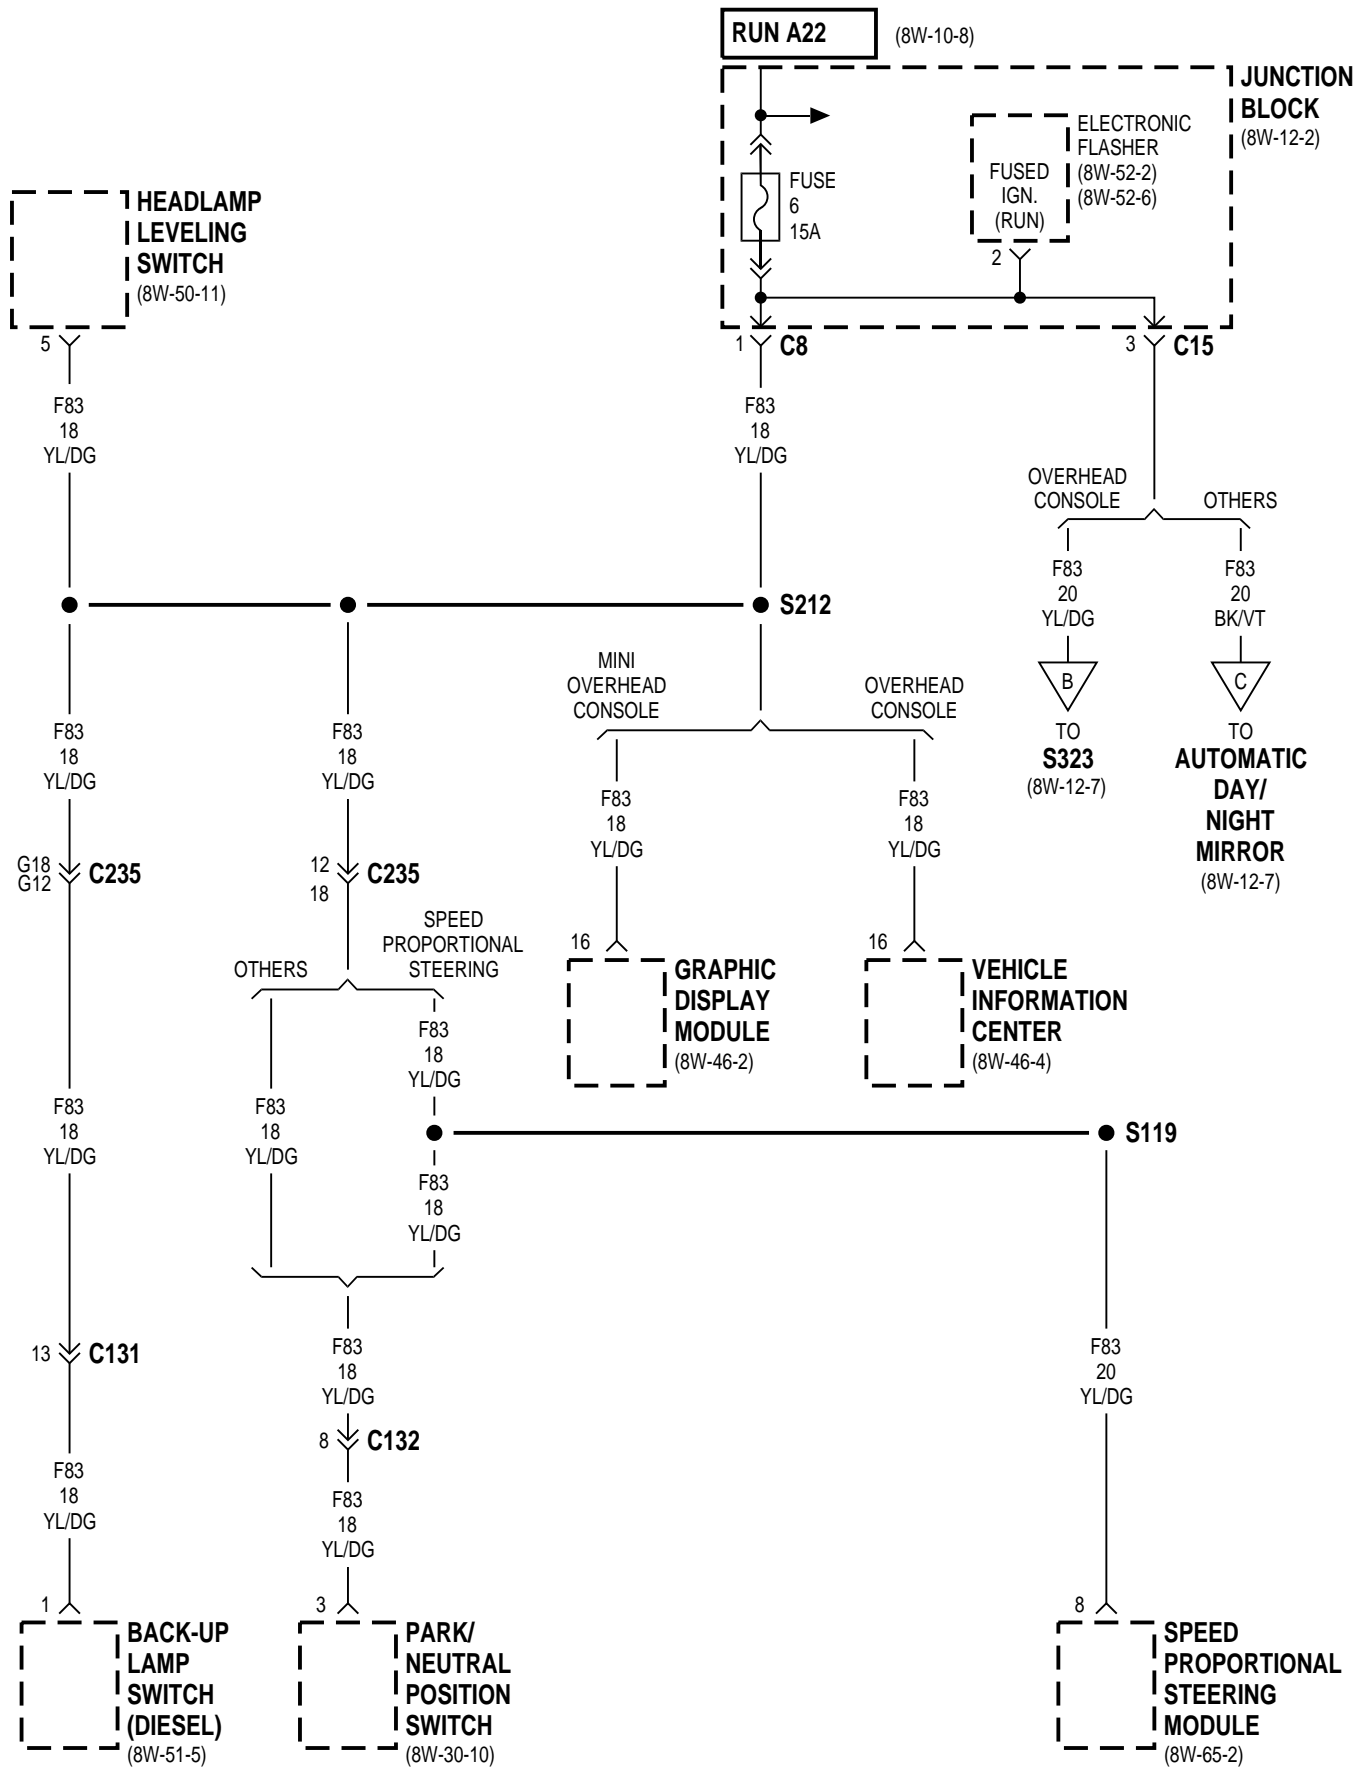 RUN A22
(8W-10-8)
JUNCTION
BLOCK
(8W-12-2)
ELECTRONIC
FLASHER
(8W-52-2)
(8W-52-6)
FUSED
IGN.
(RUN)
2
FUSE
6
15A
HEADLAMP
LEVELING
SWITCH
(8W-50-11)
5
1
C8
3
C15
F83
18
YL/DG
F83
18
YL/DG
OVERHEAD
CONSOLE
OTHERS
F83
20
YL/DG
F83
20
BK/VT
S212
B
C
TO
S323
(8W-12-7)
TO
AUTOMATIC
DAY/
NIGHT
MIRROR
(8W-12-7)
MINI
OVERHEAD
CONSOLE
OVERHEAD
CONSOLE
F83
18
YL/DG
F83
18
YL/DG
F83
18
YL/DG
F83
18
YL/DG
G18
G12
C235
12
18
C235
16
GRAPHIC
DISPLAY
MODULE
(8W-46-2)
16
VEHICLE
INFORMATION
CENTER
(8W-46-4)
OTHERS
SPEED
PROPORTIONAL
STEERING
F83
18
YL/DG
F83
18
YL/DG
F83
18
YL/DG
S119
F83
18
YL/DG
13
C131
F83
18
YL/DG
F83
20
YL/DG
8
C132
F83
18
YL/DG
F83
18
YL/DG
1
BACK-UP
LAMP
SWITCH
(DIESEL)
(8W-51-5)
3
PARK/
NEUTRAL
POSITION
SWITCH
(8W-30-10)
8
SPEED
PROPORTIONAL
STEERING
MODULE
(8W-65-2)